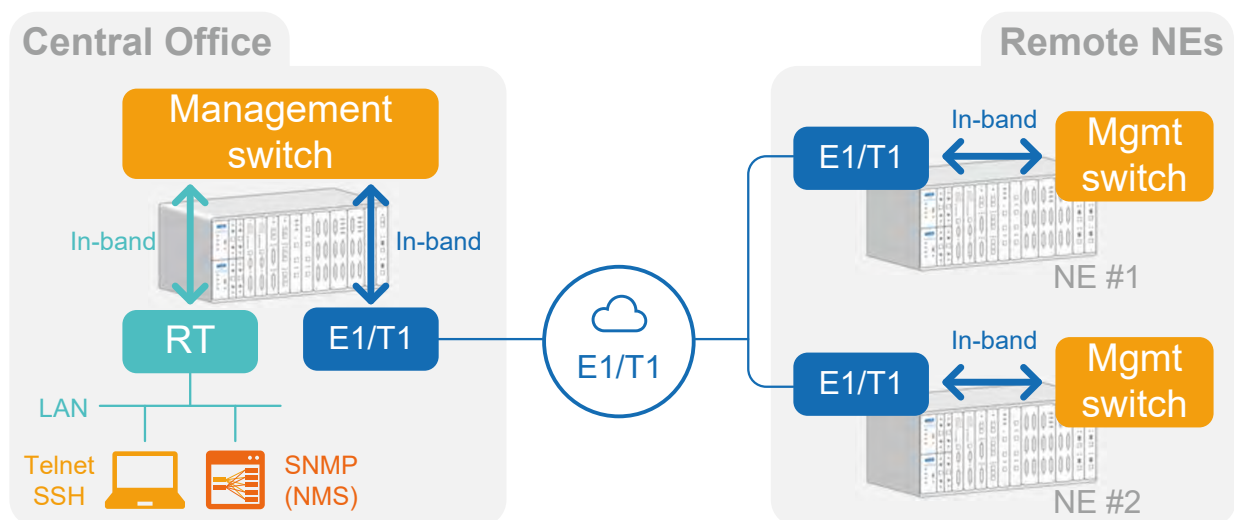 Central Office
Management
switch
In-band
In-band
RT
E1/T1
LAN
Telnet
SSH
SNMP
(NMS)
E1/T1
Remote NEs
E1/T1
In-band
Mgmt
switch
NE #1
E1/T1
In-band
Mgmt
switch
NE #2